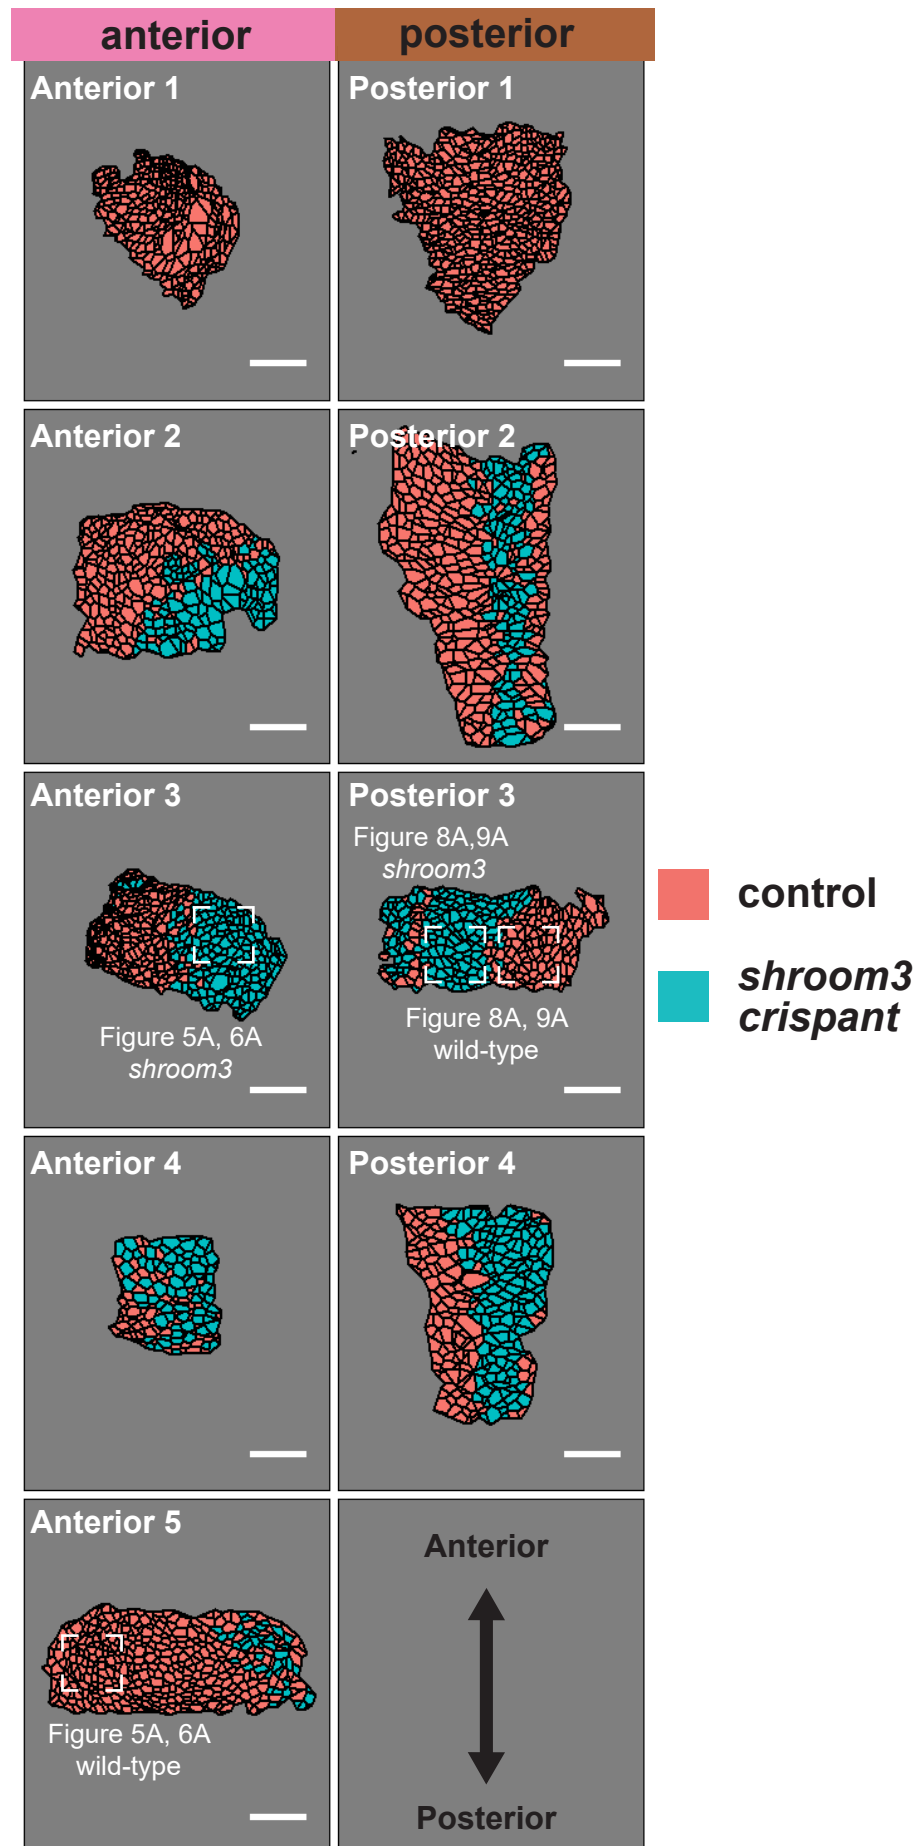 anterior
posterior
Anterior 1
Posterior 1
Anterior 2
Posterior 2
Anterior 3
Figure 5A, 6A
shroom3
Posterior 3
Figure 8A,9A
shroom3
Figure 8A, 9A
wild-type
control
shroom3
crispant
Anterior 4
Posterior 4
Anterior 5
Figure 5A, 6A
wild-type
Anterior
Posterior